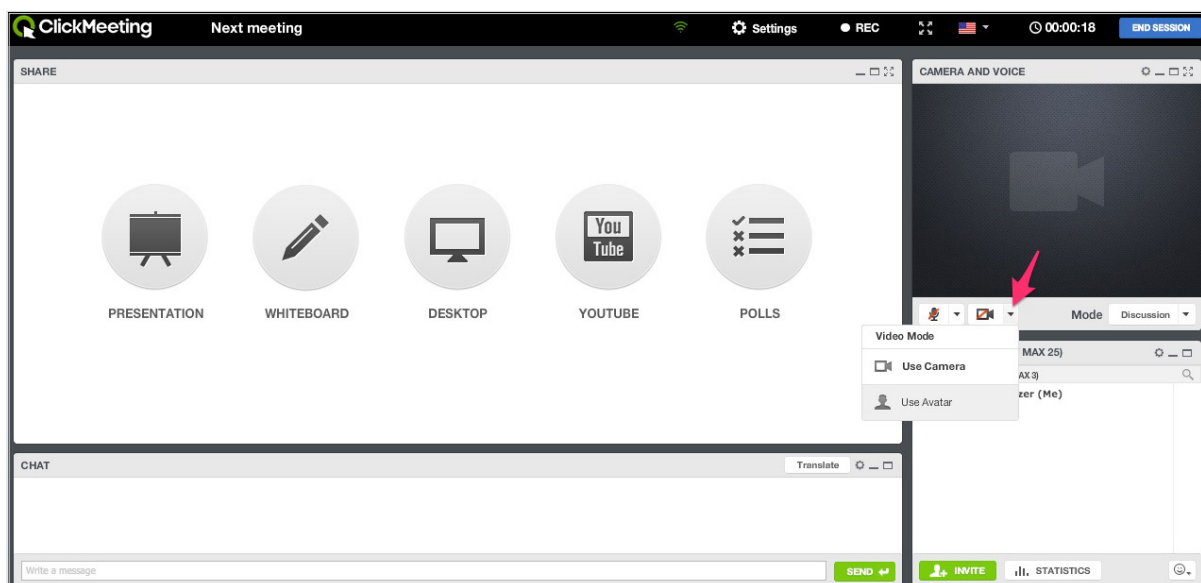 ClickMeeting
Next meeting
Settings
REC
00:00:18
END SESSION
SHARE
You
Tube
PRESENTATION
WHITEBOARD
DESKTOP
YOUTUBE
POLLS
CAMERA AND VOICE
Mode
Discussion
Video Mode
Use Camera
Use Avatar
MAX 25)
AX 3)
zer (Me)
CHAT
Translate
Write a message
SEND
INVITE
STATISTICS